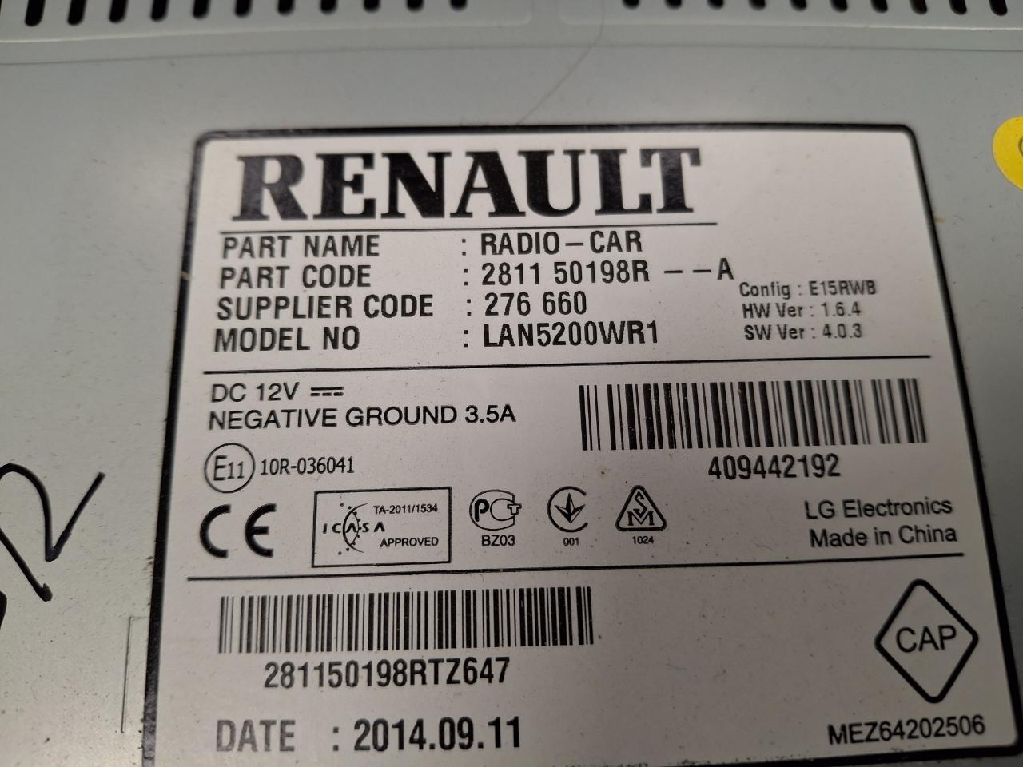 RENAULT
PART NAME : RADIO-CAR
PART CODE : 2811 50198R --A
SUPPLIER CODE : 276 660
MODEL NO : LAN5200WR1
Config : E15RWB
HW Ver : 1.6.4
SW Ver : 4.0.3
DC 12V
NEGATIVE GROUND 3.5A
409442192
E11 10R-036041
CE
TA-2011/1534
ICASA
APPROVED
PCT
BZ03
001
SM
1024
LG Electronics
Made in China
281150198RTZ647
CAP
DATE : 2014.09.11
MEZ64202506